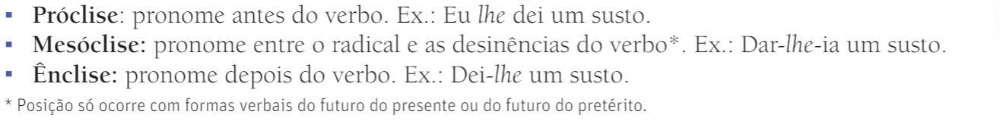 ▪ Próclise: pronome antes do verbo. Ex.: Eu lhe dei um susto.
▪ Mesóclise: pronome entre o radical e as desinências do verbo*. Ex.: Dar-lhe-ia um susto.
▪ Ênclise: pronome depois do verbo. Ex.: Dei-lhe um susto.
* Posição só ocorre com formas verbais do futuro do presente ou do futuro do pretérito.